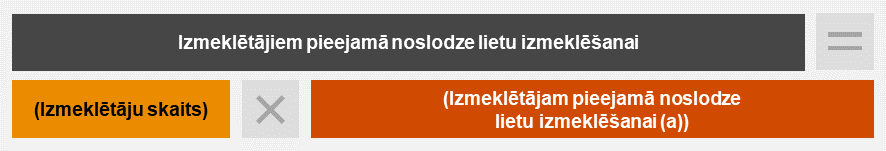 Izmeklētājiem pieejamā noslodze lietu izmeklēšanai
=
(Izmeklētāju skaits)
×
(Izmeklētājam pieejamā noslodze
lietu izmeklēšanai (a))